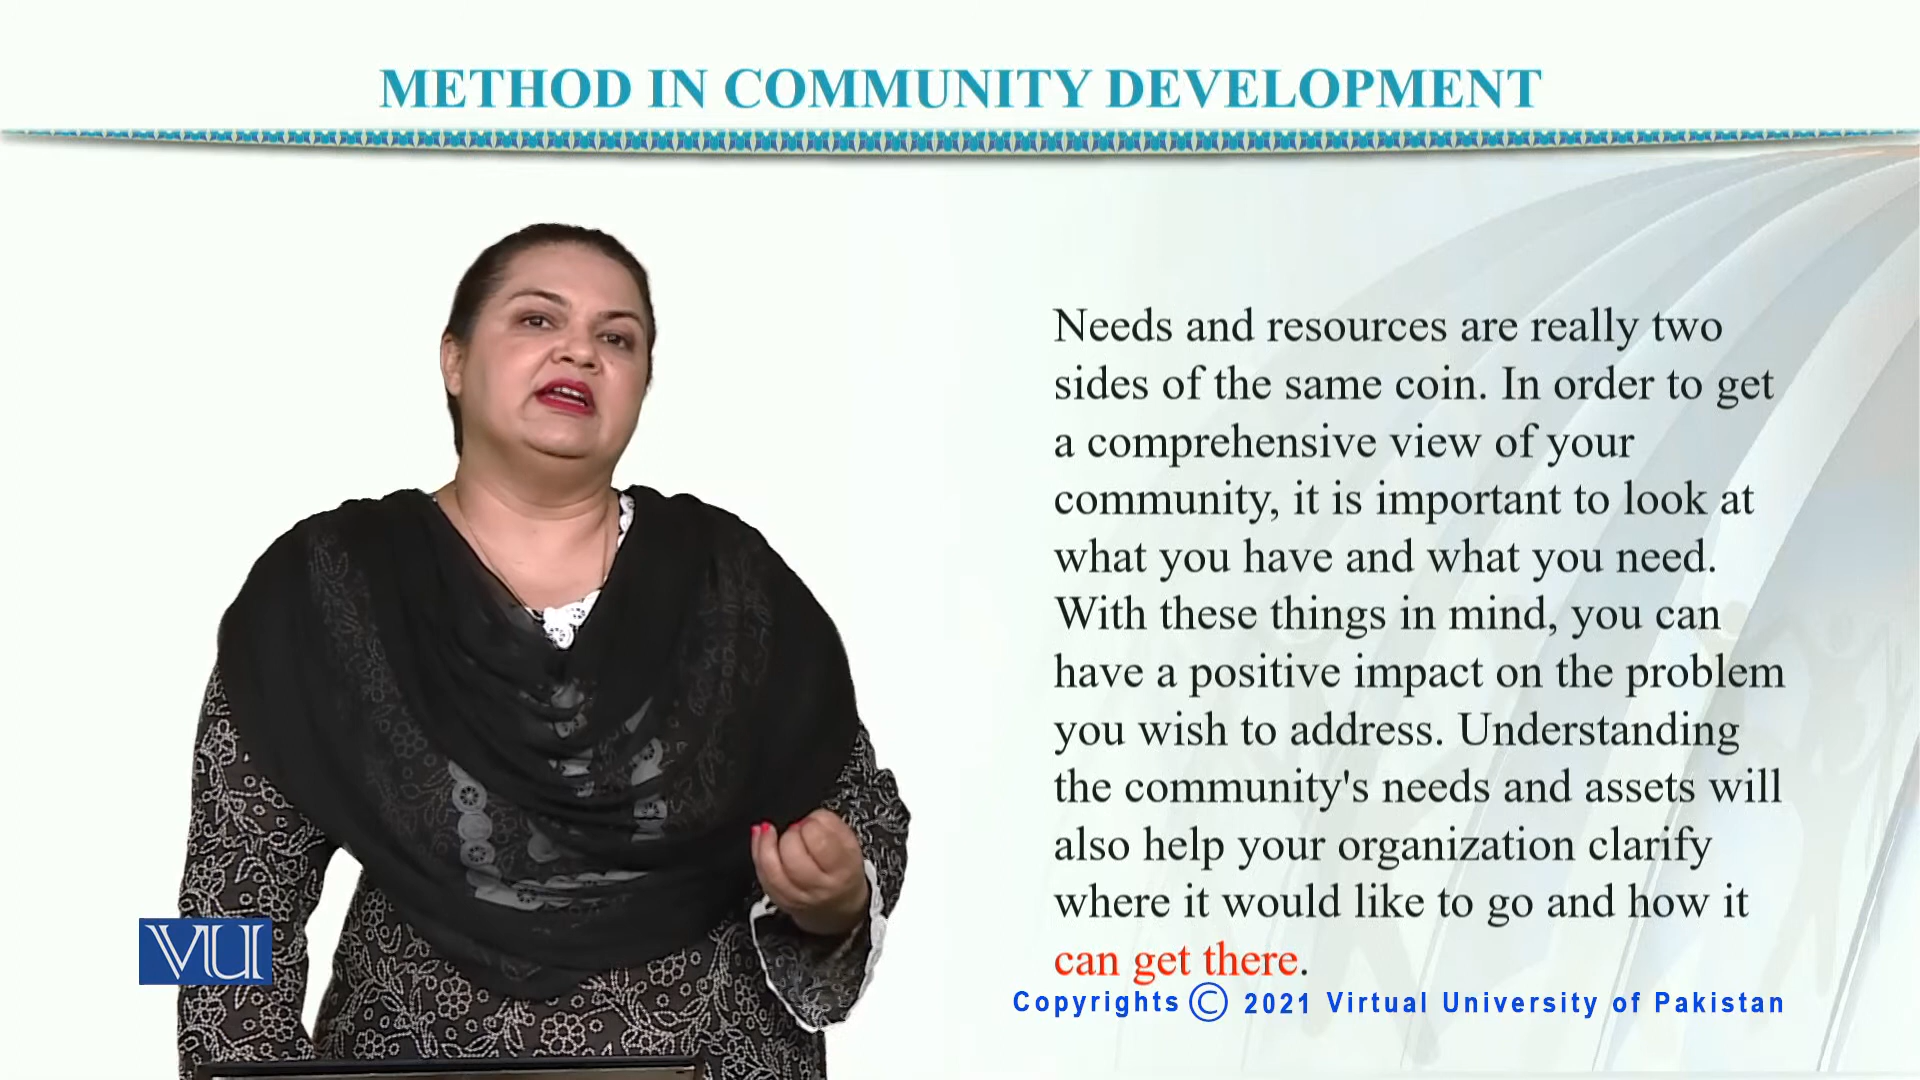 METHOD IN COMMUNITY DEVELOPMENT
Needs and resources are really two
sides of the same coin. In order to get
a comprehensive view of your
community, it is important to look at
what you have and what you need.
With these things in mind, you can
have a positive impact on the problem
you wish to address. Understanding
the community's needs and assets will
also help your organization clarify
where it would like to go and how it
can get there.
VU
Copyrights © 2021 Virtual University of Pakistan